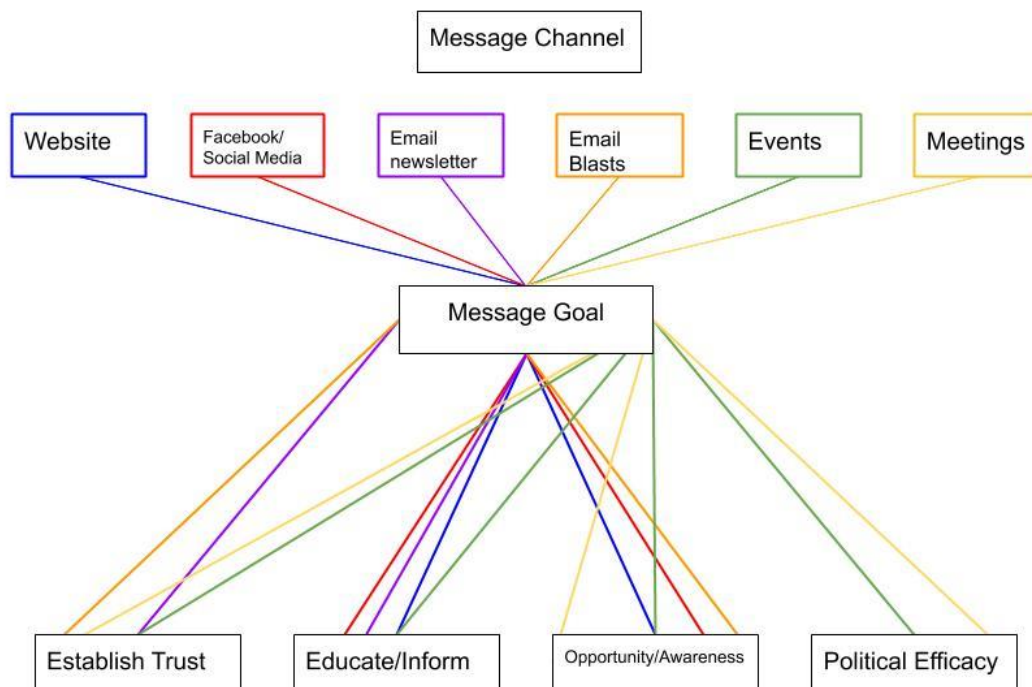 Message Channel
Website
Facebook/
Social Media
Email
newsletter
Email
Blasts
Events
Meetings
Message Goal
Establish Trust
Educate/Inform
Opportunity/Awareness
Political Efficacy